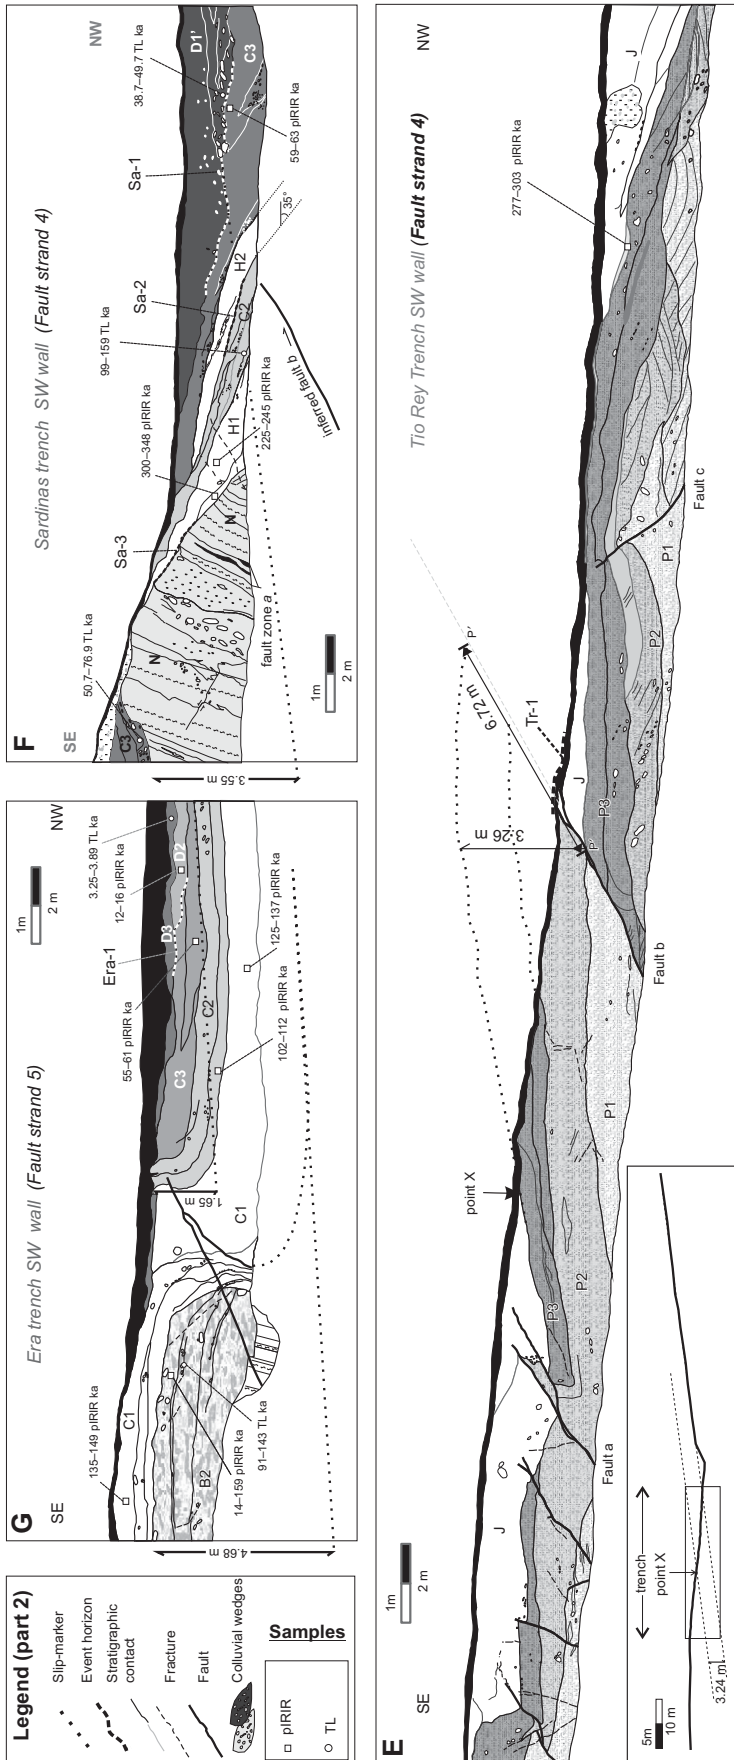 Legend (part 2)
Slip-marker
Event horizon
Stratigraphic
contact
Fracture
Fault
Colluvial wedges
Samples
pIRIR
TL
G
Era trench SW wall (Fault strand 5)
SE
NW
1m
2 m
135–149 pIRIR ka
C1
B2
14–159 pIRIR ka
91–143 TL ka
4.68 m
1.65 m
C1
C3
C2
D3
D2
Era-1
55–61 pIRIR ka
12–16 pIRIR ka
3.25–3.89 TL ka
102–112 pIRIR ka
125–137 pIRIR ka
F
Sardinas trench SW wall (Fault strand 4)
SE
NW
50.7–76.9 TL ka
C3
N
N
Sa-3
300–348 pIRIR ka
225–245 pIRIR ka
99–159 TL ka
Sa-2
Sa-1
38.7–49.7 TL ka
59–63 pIRIR ka
D1'
C3
H1
C2
H2
35°
fault zone a
inferred fault b
3.55 m
1m
2 m
E
Tio Rey Trench SW wall (Fault strand 4)
SE
NW
1m
2 m
J
P3
P2
P1
Fault a
point X
Fault b
3.26 m
6.72 m
P'
P'
Tr-1
J
P3
P2
P1
Fault c
277–303 pIRIR ka
J
5m
10 m
trench
point X
3.24 m